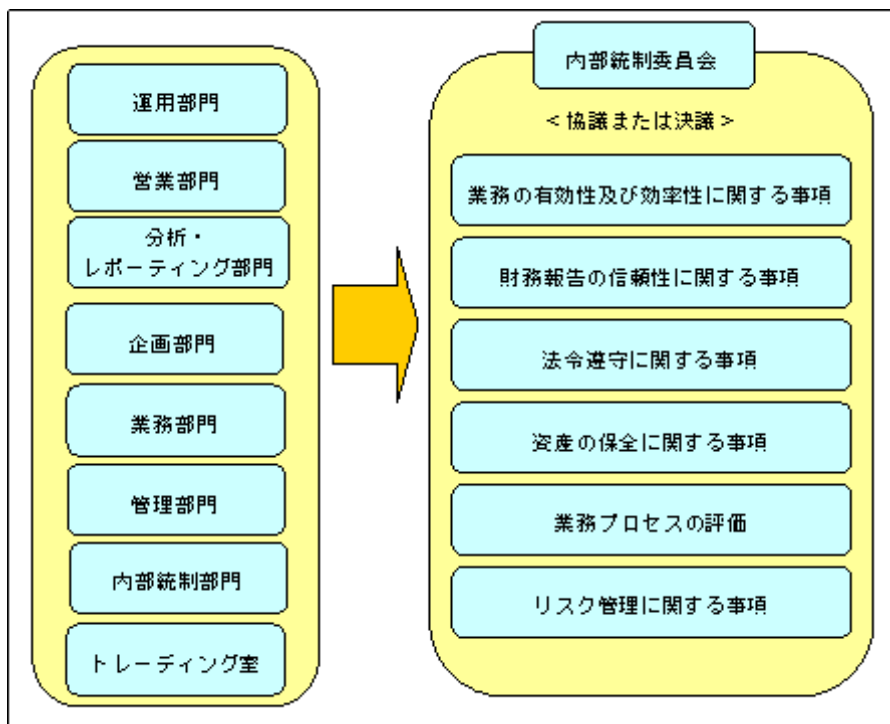 運用部門
営業部門
分析・
レポーティング部門
企画部門
業務部門
管理部門
内部統制部門
トレーディング室
内部統制委員会
＜協議または決議＞
業務の有効性及び効率性に関する事項
財務報告の信頼性に関する事項
法令遵守に関する事項
資産の保全に関する事項
業務プロセスの評価
リスク管理に関する事項